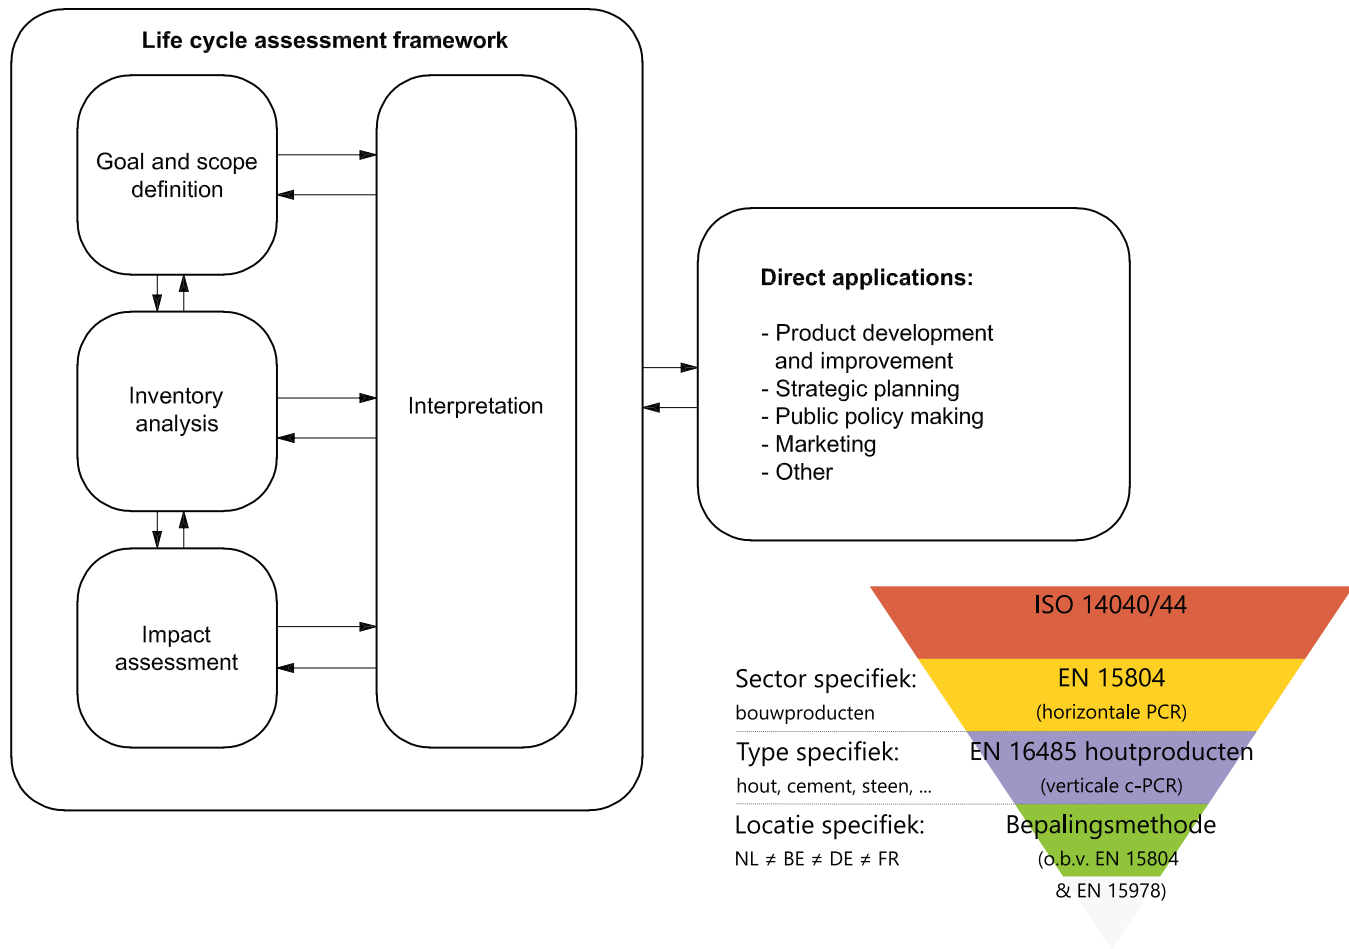 Life cycle assessment framework
Goal and scope
definition
Inventory
analysis
Impact
assessment
Interpretation
Direct applications:
- Product development
and improvement
- Strategic planning
- Public policy making
- Marketing
- Other
ISO 14040/44
Sector specifiek:
bouwproducten
EN 15804
(horizontale PCR)
Type specifiek:
hout, cement, steen, ...
EN 16485 houtproducten
(verticale c-PCR)
Locatie specifiek:
NL ≠ BE ≠ DE ≠ FR
Bepalingsmethode
(o.b.v. EN 15804
& EN 15978)